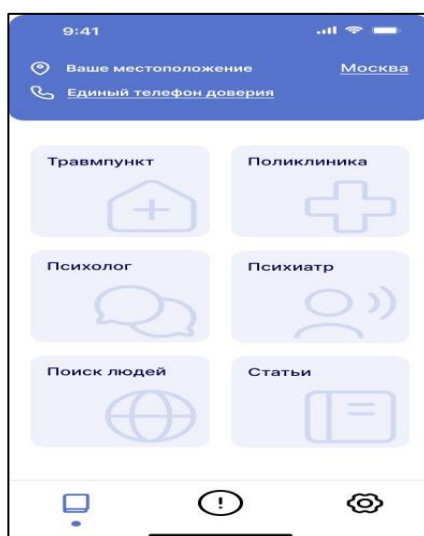 9:41
Ваше местоположение Москва
Единый телефон доверия
Травмпункт Поликлиника
Психолог Психиатр
Поиск людей Статьи